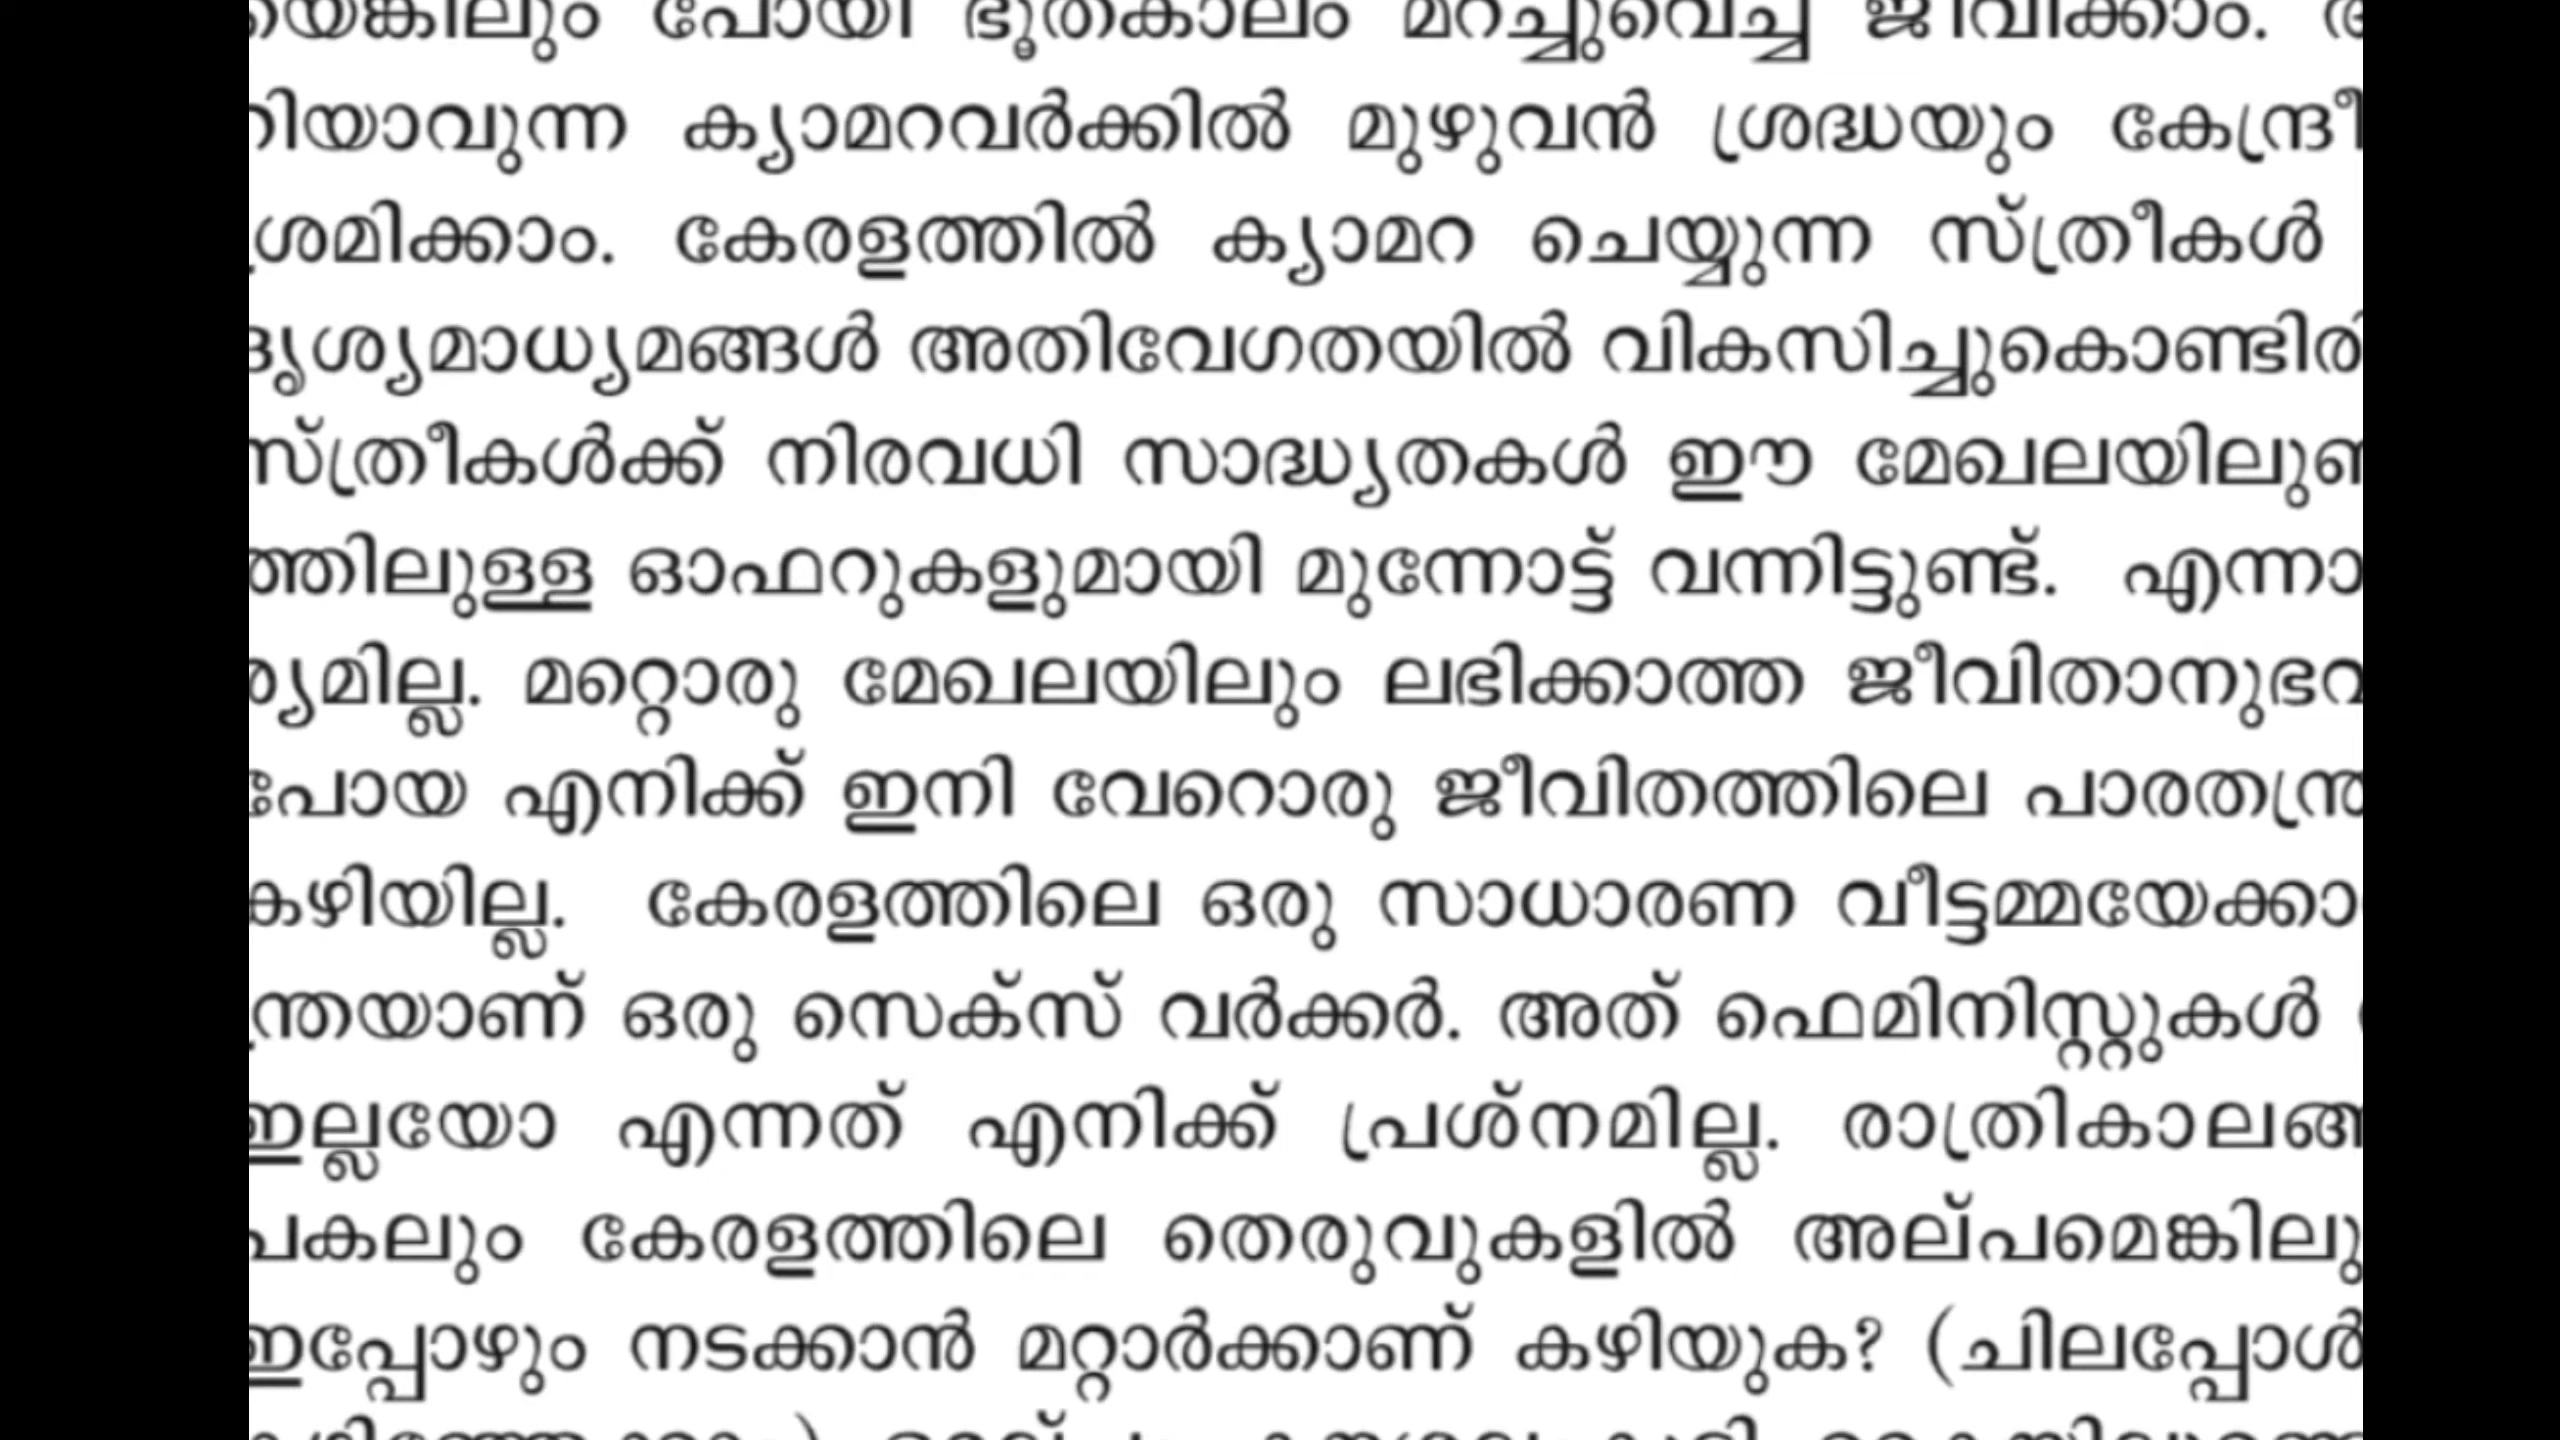 യെങ്കിലും പോയി ഭൂതകാലം മറച്ചുവെച്ച് ജീവിക്കാം.
റിയാവുന്ന ക്യാമറവർക്കിൽ മുഴുവൻ ശ്രദ്ധയും കേന്ദ്രീ
ശ്രമിക്കാം. കേരളത്തിൽ ക്യാമറ ചെയ്യുന്ന സ്ത്രീകൾ
ദൃശ്യമാധ്യമങ്ങൾ അതിവേഗതയിൽ വികസിച്ചുകൊണ്ടിരി
സ്ത്രീകൾക്ക് നിരവധി സാദ്ധ്യതകൾ ഈ മേഖലയിലുണ
ത്തിലുള്ള ഓഫറുകളുമായി മുന്നോട്ട് വന്നിട്ടുണ്ട്. എന്നാ
ര്യമില്ല. മറ്റൊരു മേഖലയിലും ലഭിക്കാത്ത ജീവിതാനുഭവ
പോയ എനിക്ക് ഇനി വേറൊരു ജീവിതത്തിലെ പാരതന്ത്ര
കഴിയില്ല. കേരളത്തിലെ ഒരു സാധാരണ വീട്ടമ്മയേക്കാ
ന്ത്രയാണ് ഒരു സെക്സ് വർക്കർ. അത് ഫെമിനിസ്റ്റുകൾ
ഇല്ലയോ എന്നത് എനിക്ക് പ്രശ്നമില്ല. രാത്രികാലങ്ങ
പകലും കേരളത്തിലെ തെരുവുകളിൽ അല്പമെങ്കിലു
ഇപ്പോഴും നടക്കാൻ മറ്റാർക്കാണ് കഴിയുക? (ചിലപ്പോൾ